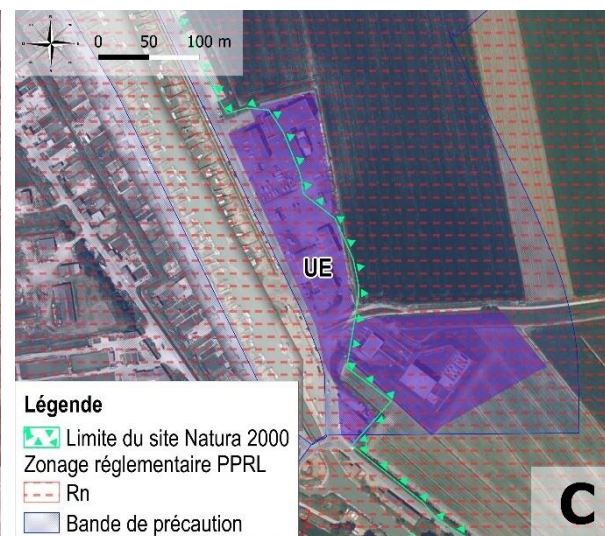 0 50 100 m
UE
Légende
Limite du site Natura 2000
Zonage réglementaire PPRL
Rn
Bande de précaution
C